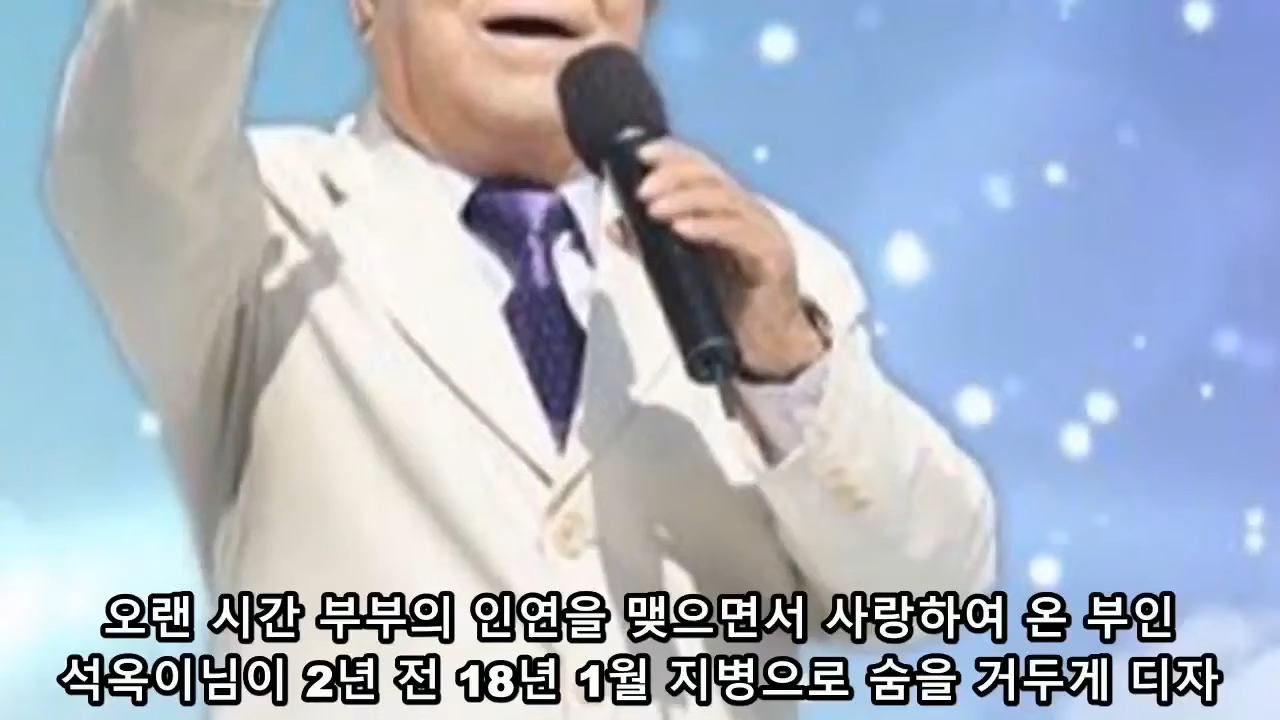 오랜 시간 부부의 인연을 맺으면서 사랑하여 온 부인
석옥이님이 2년 전 18년 1월 지병으로 숨을 거두게 디자